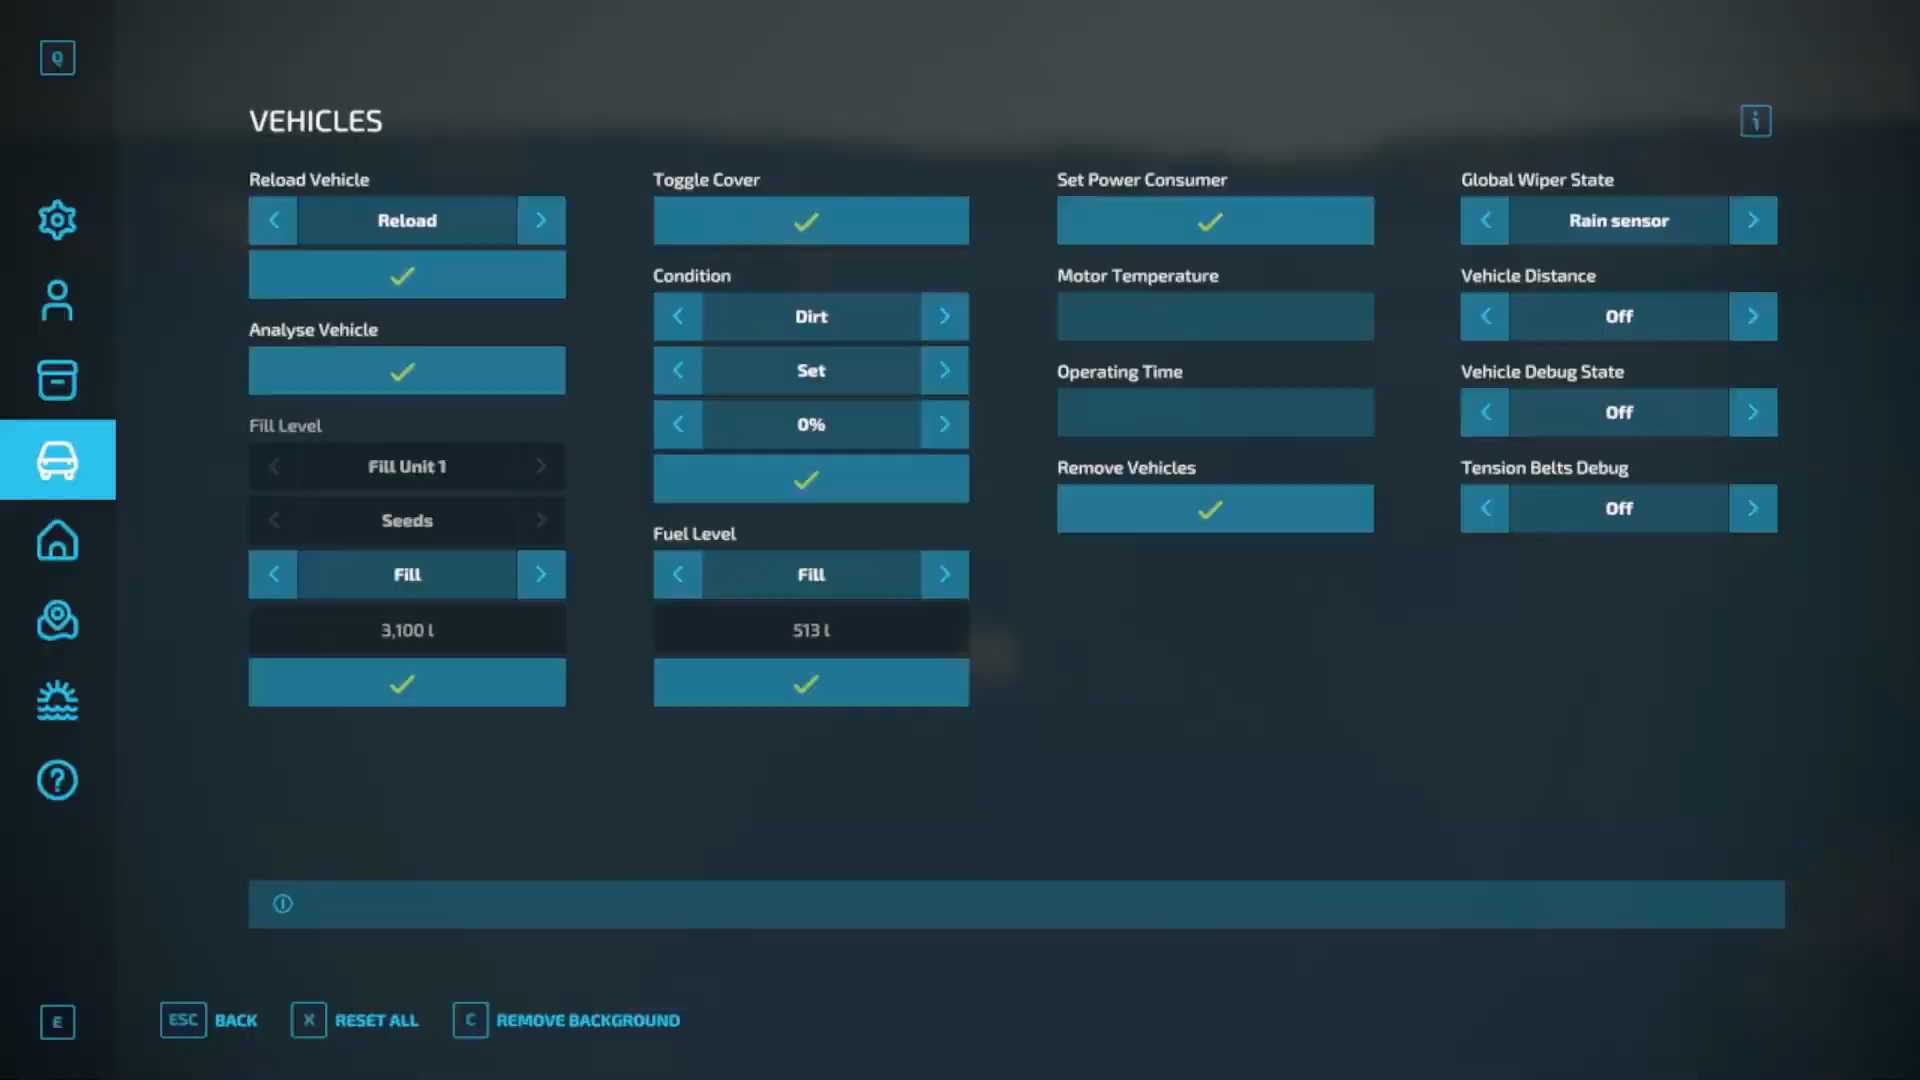 Q
VEHICLES
Reload Vehicle
Reload
Analyse Vehicle
Fill Level
Fill Unit 1
Seeds
Fill
3,100 l
Toggle Cover
Condition
Dirt
Set
0%
Fuel Level
Fill
513 l
Set Power Consumer
Motor Temperature
Operating Time
Remove Vehicles
Global Wiper State
Rain sensor
Vehicle Distance
Off
Vehicle Debug State
Off
Tension Belts Debug
Off
E
ESC BACK
X RESET ALL
C REMOVE BACKGROUND